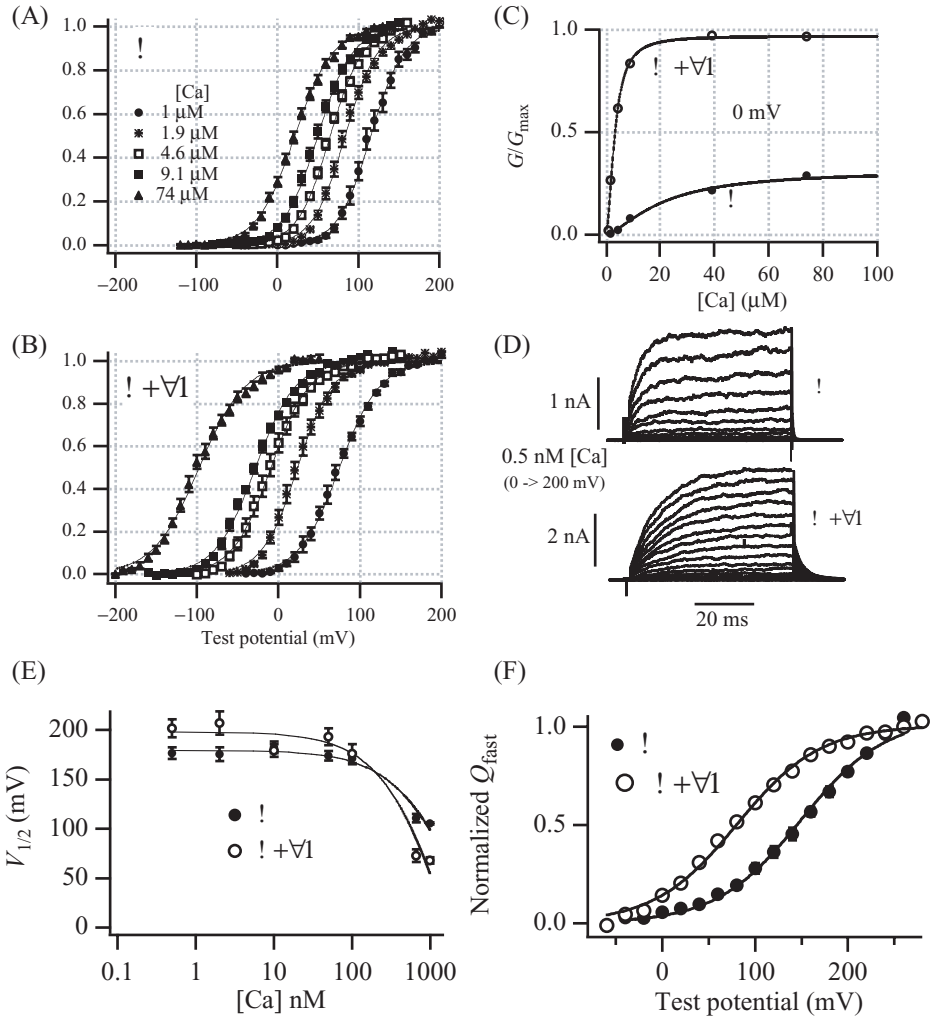 (A)
1.0
0.8
0.6
0.4
0.2
0.0
!
[Ca]
1 μM
1.9 μM
4.6 μM
9.1 μM
74 μM
−200
−100
0
100
200
(B)
1.0
0.8
0.6
0.4
0.2
0.0
! +∀1
−200
−100
0
100
200
Test potential (mV)
(C)
1.0
0.5
0.0
G/Gmax
! +∀1
0 mV
!
0
20
40
60
80
100
[Ca] (μM)
(D)
1 nA
!
0.5 nM [Ca]
(0 -> 200 mV)
2 nA
! +∀1
20 ms
(E)
200
150
100
50
0
V1/2 (mV)
!
! +∀1
0.1
1
10
100
1000
[Ca] nM
(F)
1.0
0.5
0.0
Normalized Qfast
!
! +∀1
0
100
200
Test potential (mV)